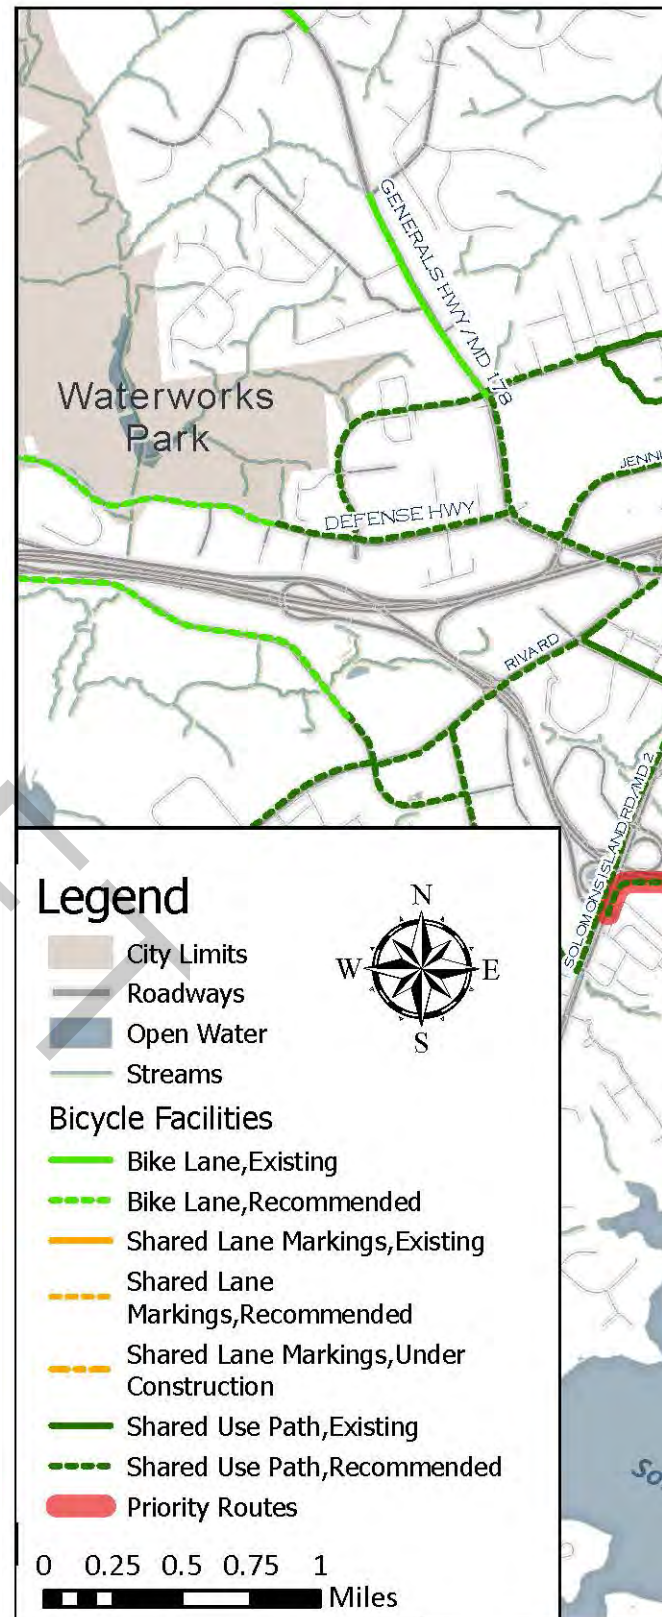 GENERALS HWY / MD 178
Waterworks
Park
DEFENSE HWY
RIVA RD
SOLOMONS ISLAND RD / MD 2
Legend
City Limits
Roadways
Open Water
Streams
N
W
E
S
Bicycle Facilities
Bike Lane,Existing
Bike Lane,Recommended
Shared Lane Markings,Existing
Shared Lane
Markings,Recommended
Shared Lane Markings,Under
Construction
Shared Use Path,Existing
Shared Use Path,Recommended
Priority Routes
0 0.25 0.5 0.75 1
Miles